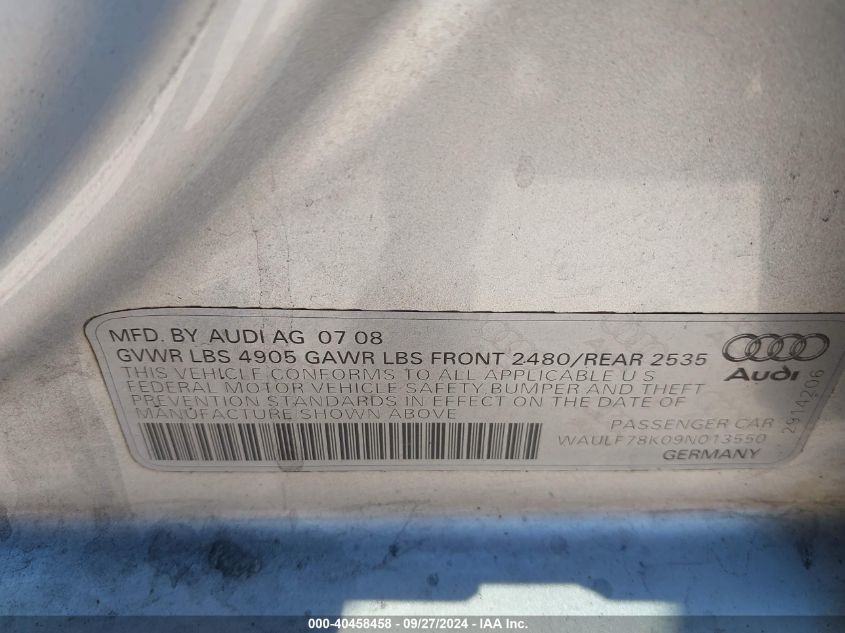 MFD. BY AUDI AG 07 08
GVWR LBS 4905 GAWR LBS FRONT 2480/REAR 2535
THIS VEHICLE CONFORMS TO ALL APPLICABLE U S
FEDERAL MOTOR VEHICLE SAFETY, BUMPER AND THEFT
PREVENTION STANDARDS IN EFFECT ON THE DATE OF
MANUFACTURE SHOWN ABOVE
Audi
PASSENGER CAR
WAULF78K09N013550
GERMANY
2914206
000-40458458 - 09/27/2024 - IAA Inc.